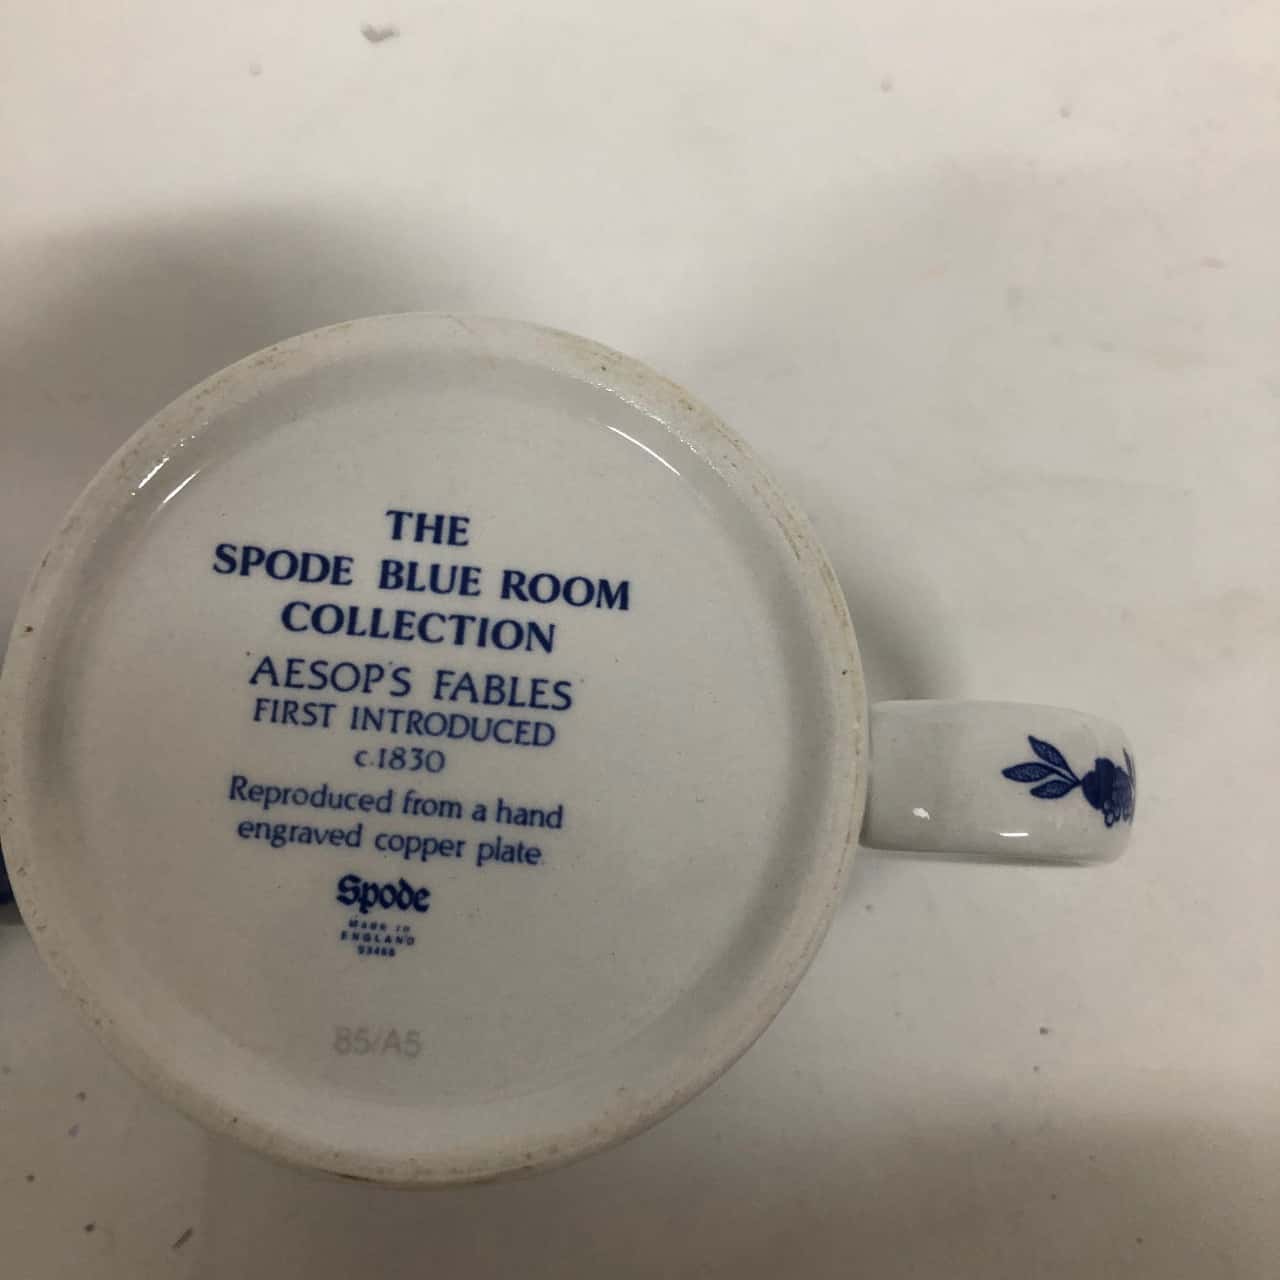 THE
SPODE BLUE ROOM
COLLECTION
AESOP'S FABLES
FIRST INTRODUCED
c.1830
Reproduced from a hand
engraved copper plate
Spode
MADE IN
ENGLAND
S3466
85/A5